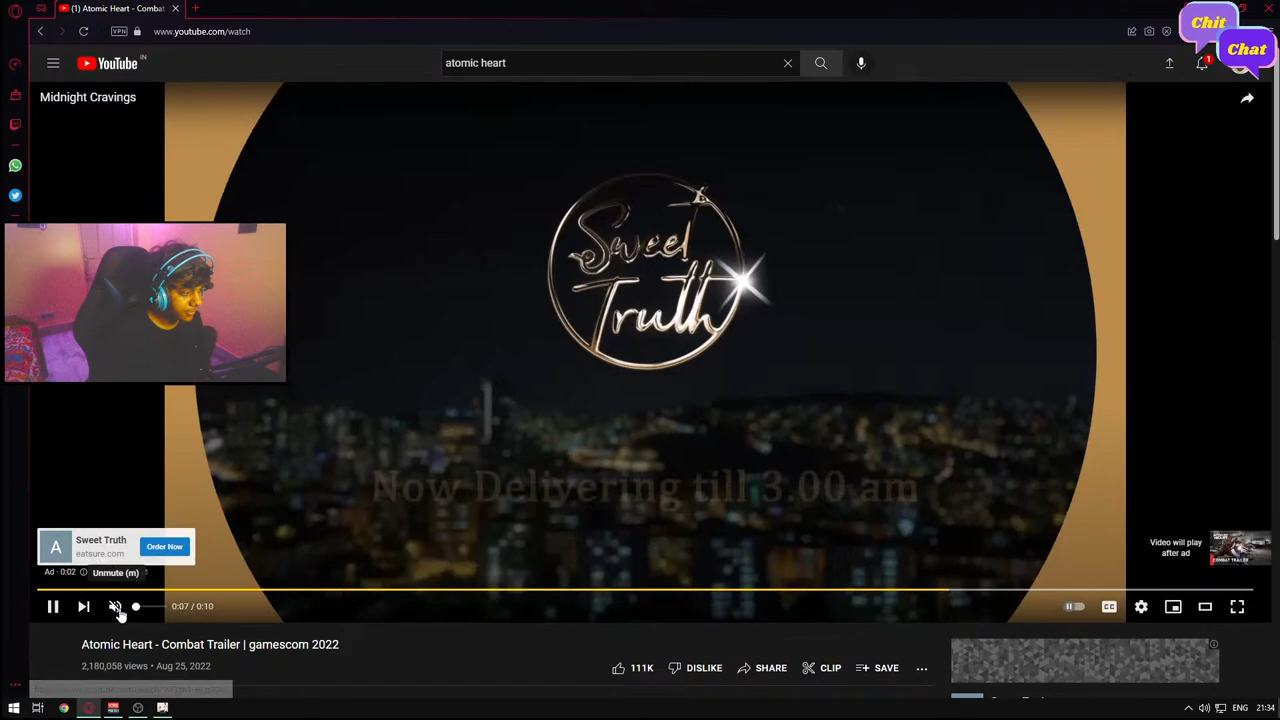 (1) Atomic Heart - Combat
VPN
www.youtube.com/watch
Chit
Chat
YouTube IN
atomic heart
1
Midnight Cravings
Sweet
Truth
Now Delivering till 3.00 am
A
Sweet Truth
eatsure.com
Order Now
Ad · 0:02
Unmute (m)
Video will play
after ad
0:07 / 0:10
CC
Atomic Heart - Combat Trailer | gamescom 2022
2,180,058 views • Aug 25, 2022
111K
DISLIKE
SHARE
CLIP
SAVE
ENG
21:34